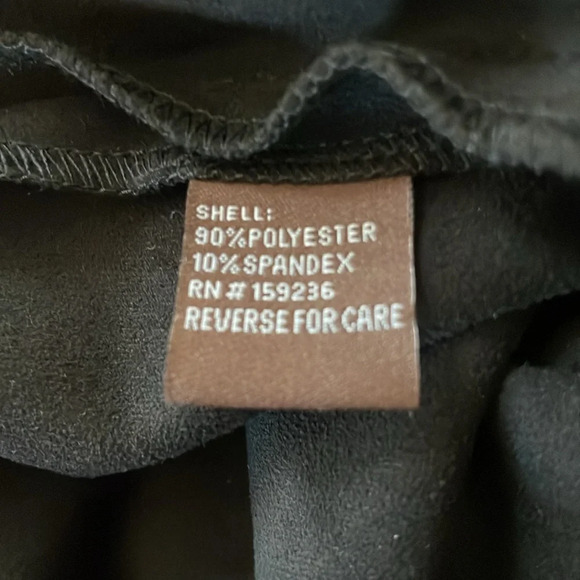 SHELL:
90%POLYESTER
10%SPANDEX
RN # 159236
REVERSE FOR CARE